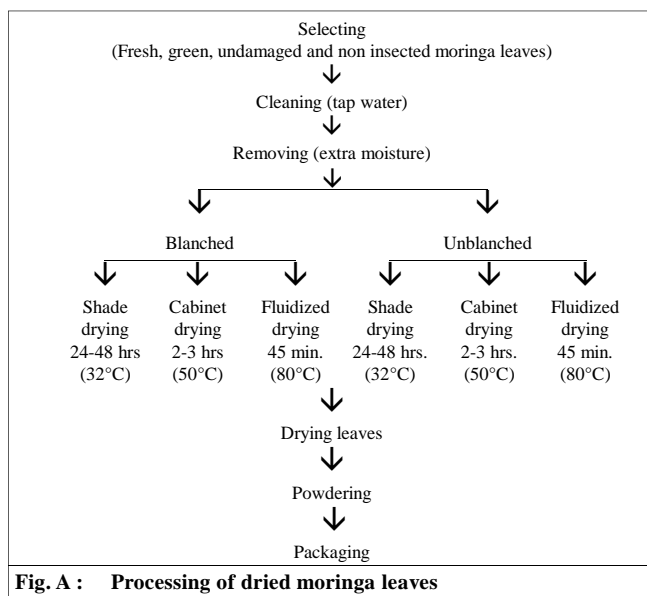 Selecting
(Fresh, green, undamaged and non insected moringa leaves)
Cleaning (tap water)
Removing (extra moisture)
Blanched Unblanched
Shade Cabinet Fluidized Shade Cabinet Fluidized
drying drying drying drying drying drying
24-48 hrs 2-3 hrs 45 min. 24-48 hrs. 2-3 hrs. 45 min.
(32°C) (50°C) (80°C) (32°C) (50°C) (80°C)
Drying leaves
Powdering
Packaging
Fig. A : Processing of dried moringa leaves